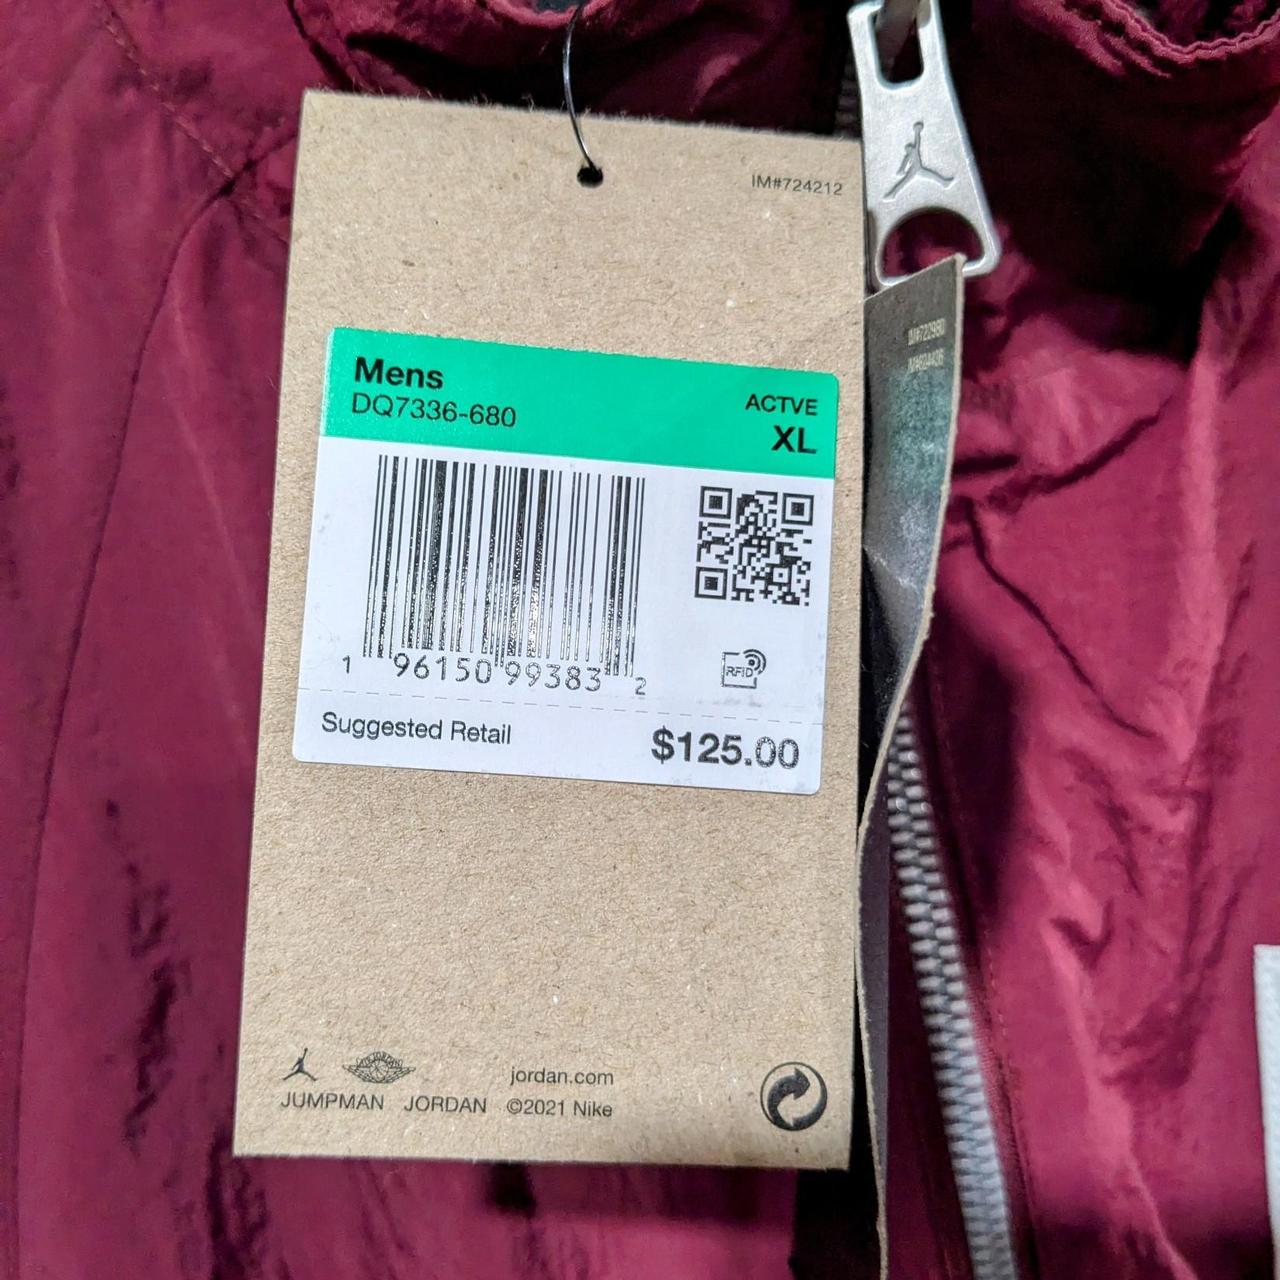 IM#724212
Mens
DQ7336-680
ACTVE
XL
1 96150 99383 2
RFID
Suggested Retail
$125.00
jordan.com
JUMPMAN JORDAN ©2021 Nike